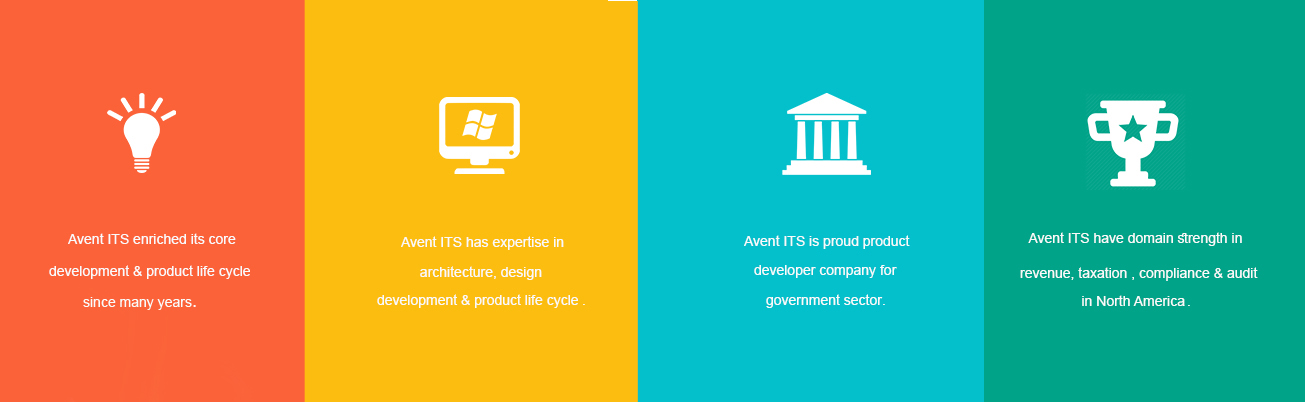 Avent ITS enriched its core
development & product life cycle
since many years.
Avent ITS has expertise in
architecture, design
development & product life cycle .
Avent ITS is proud product
developer company for
government sector.
Avent ITS have domain strength in
revenue, taxation , compliance & audit
in North America .